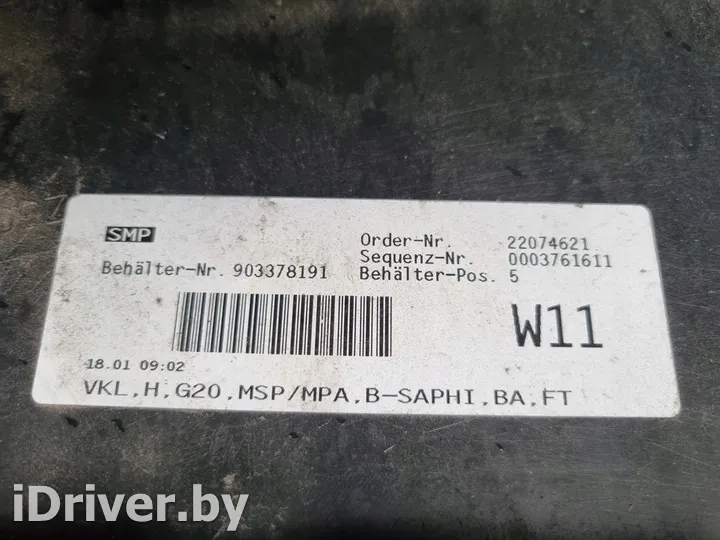 SMP
Order-Nr. 22074621
Sequenz-Nr. 0003761611
Behälter-Nr. 903378191 Behälter-Pos. 5
W11
18.01 09:02
VKL,H,G20,MSP/MPA,B-SAPHI,BA,FT
iDriver.by